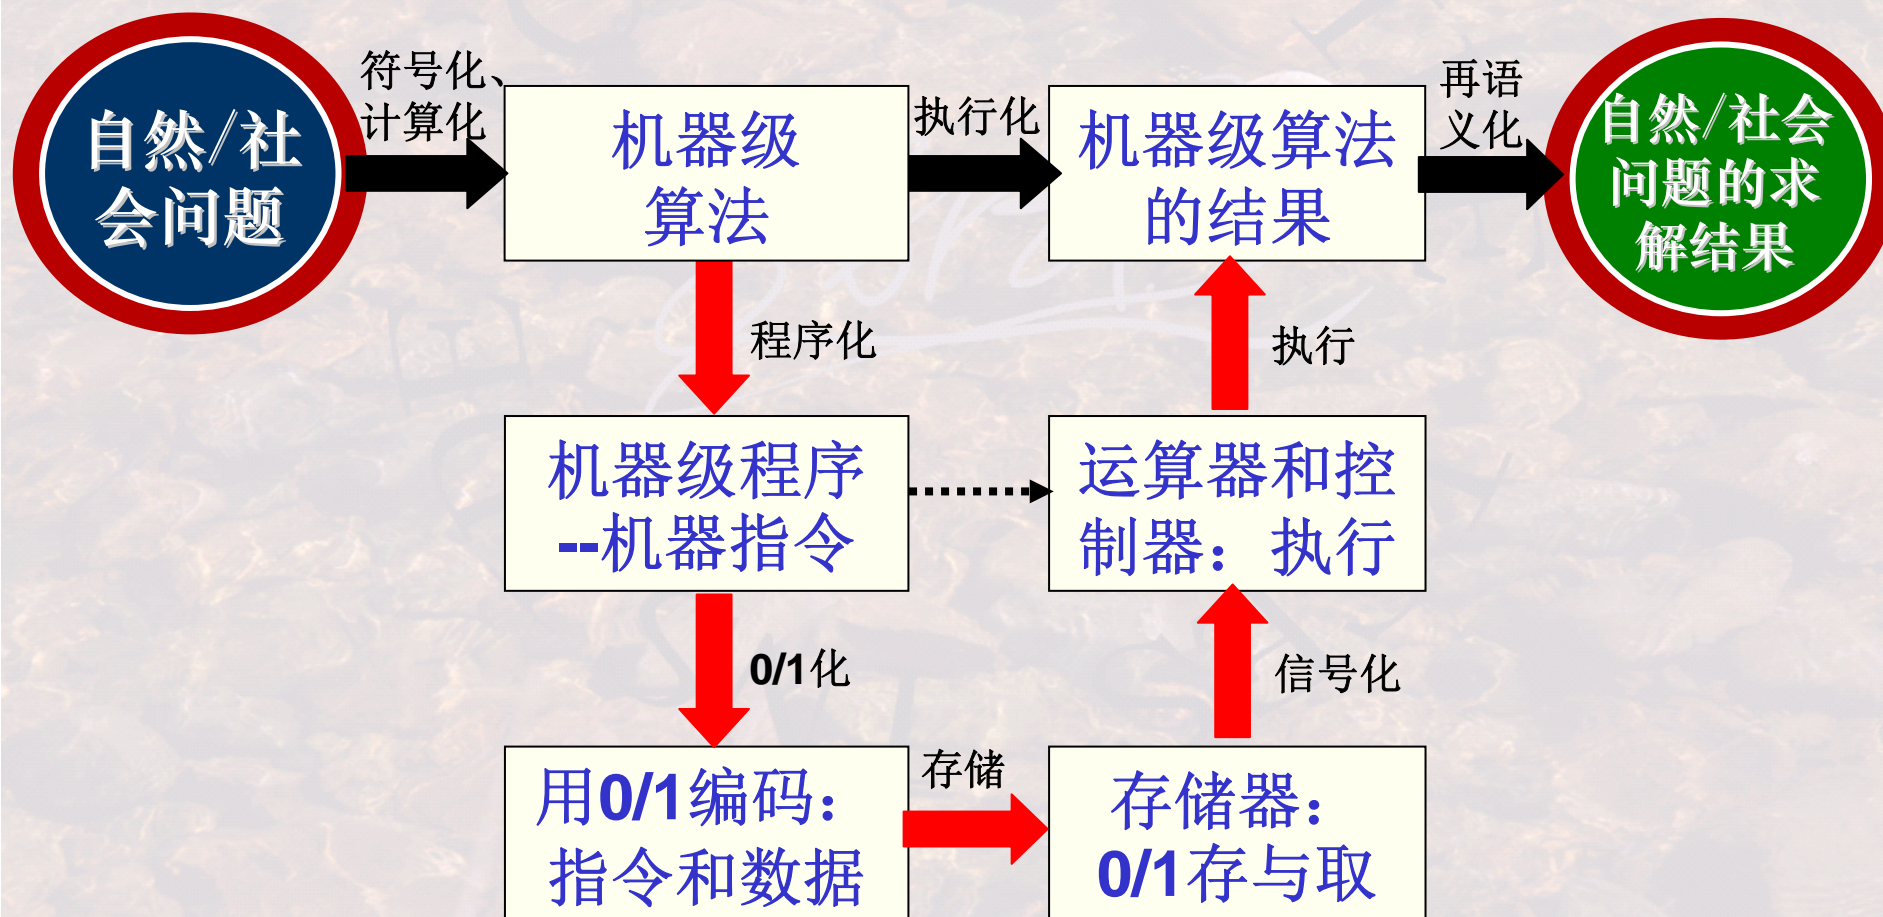 自然/社
会问题
符号化、
计算化
机器级
算法
执行化
机器级算法
的结果
再语
义化
自然/社会
问题的求
解结果
程序化
执行
机器级程序
--机器指令
运算器和控
制器：执行
0/1化
信号化
用0/1编码：
指令和数据
存储
存储器：
0/1存与取